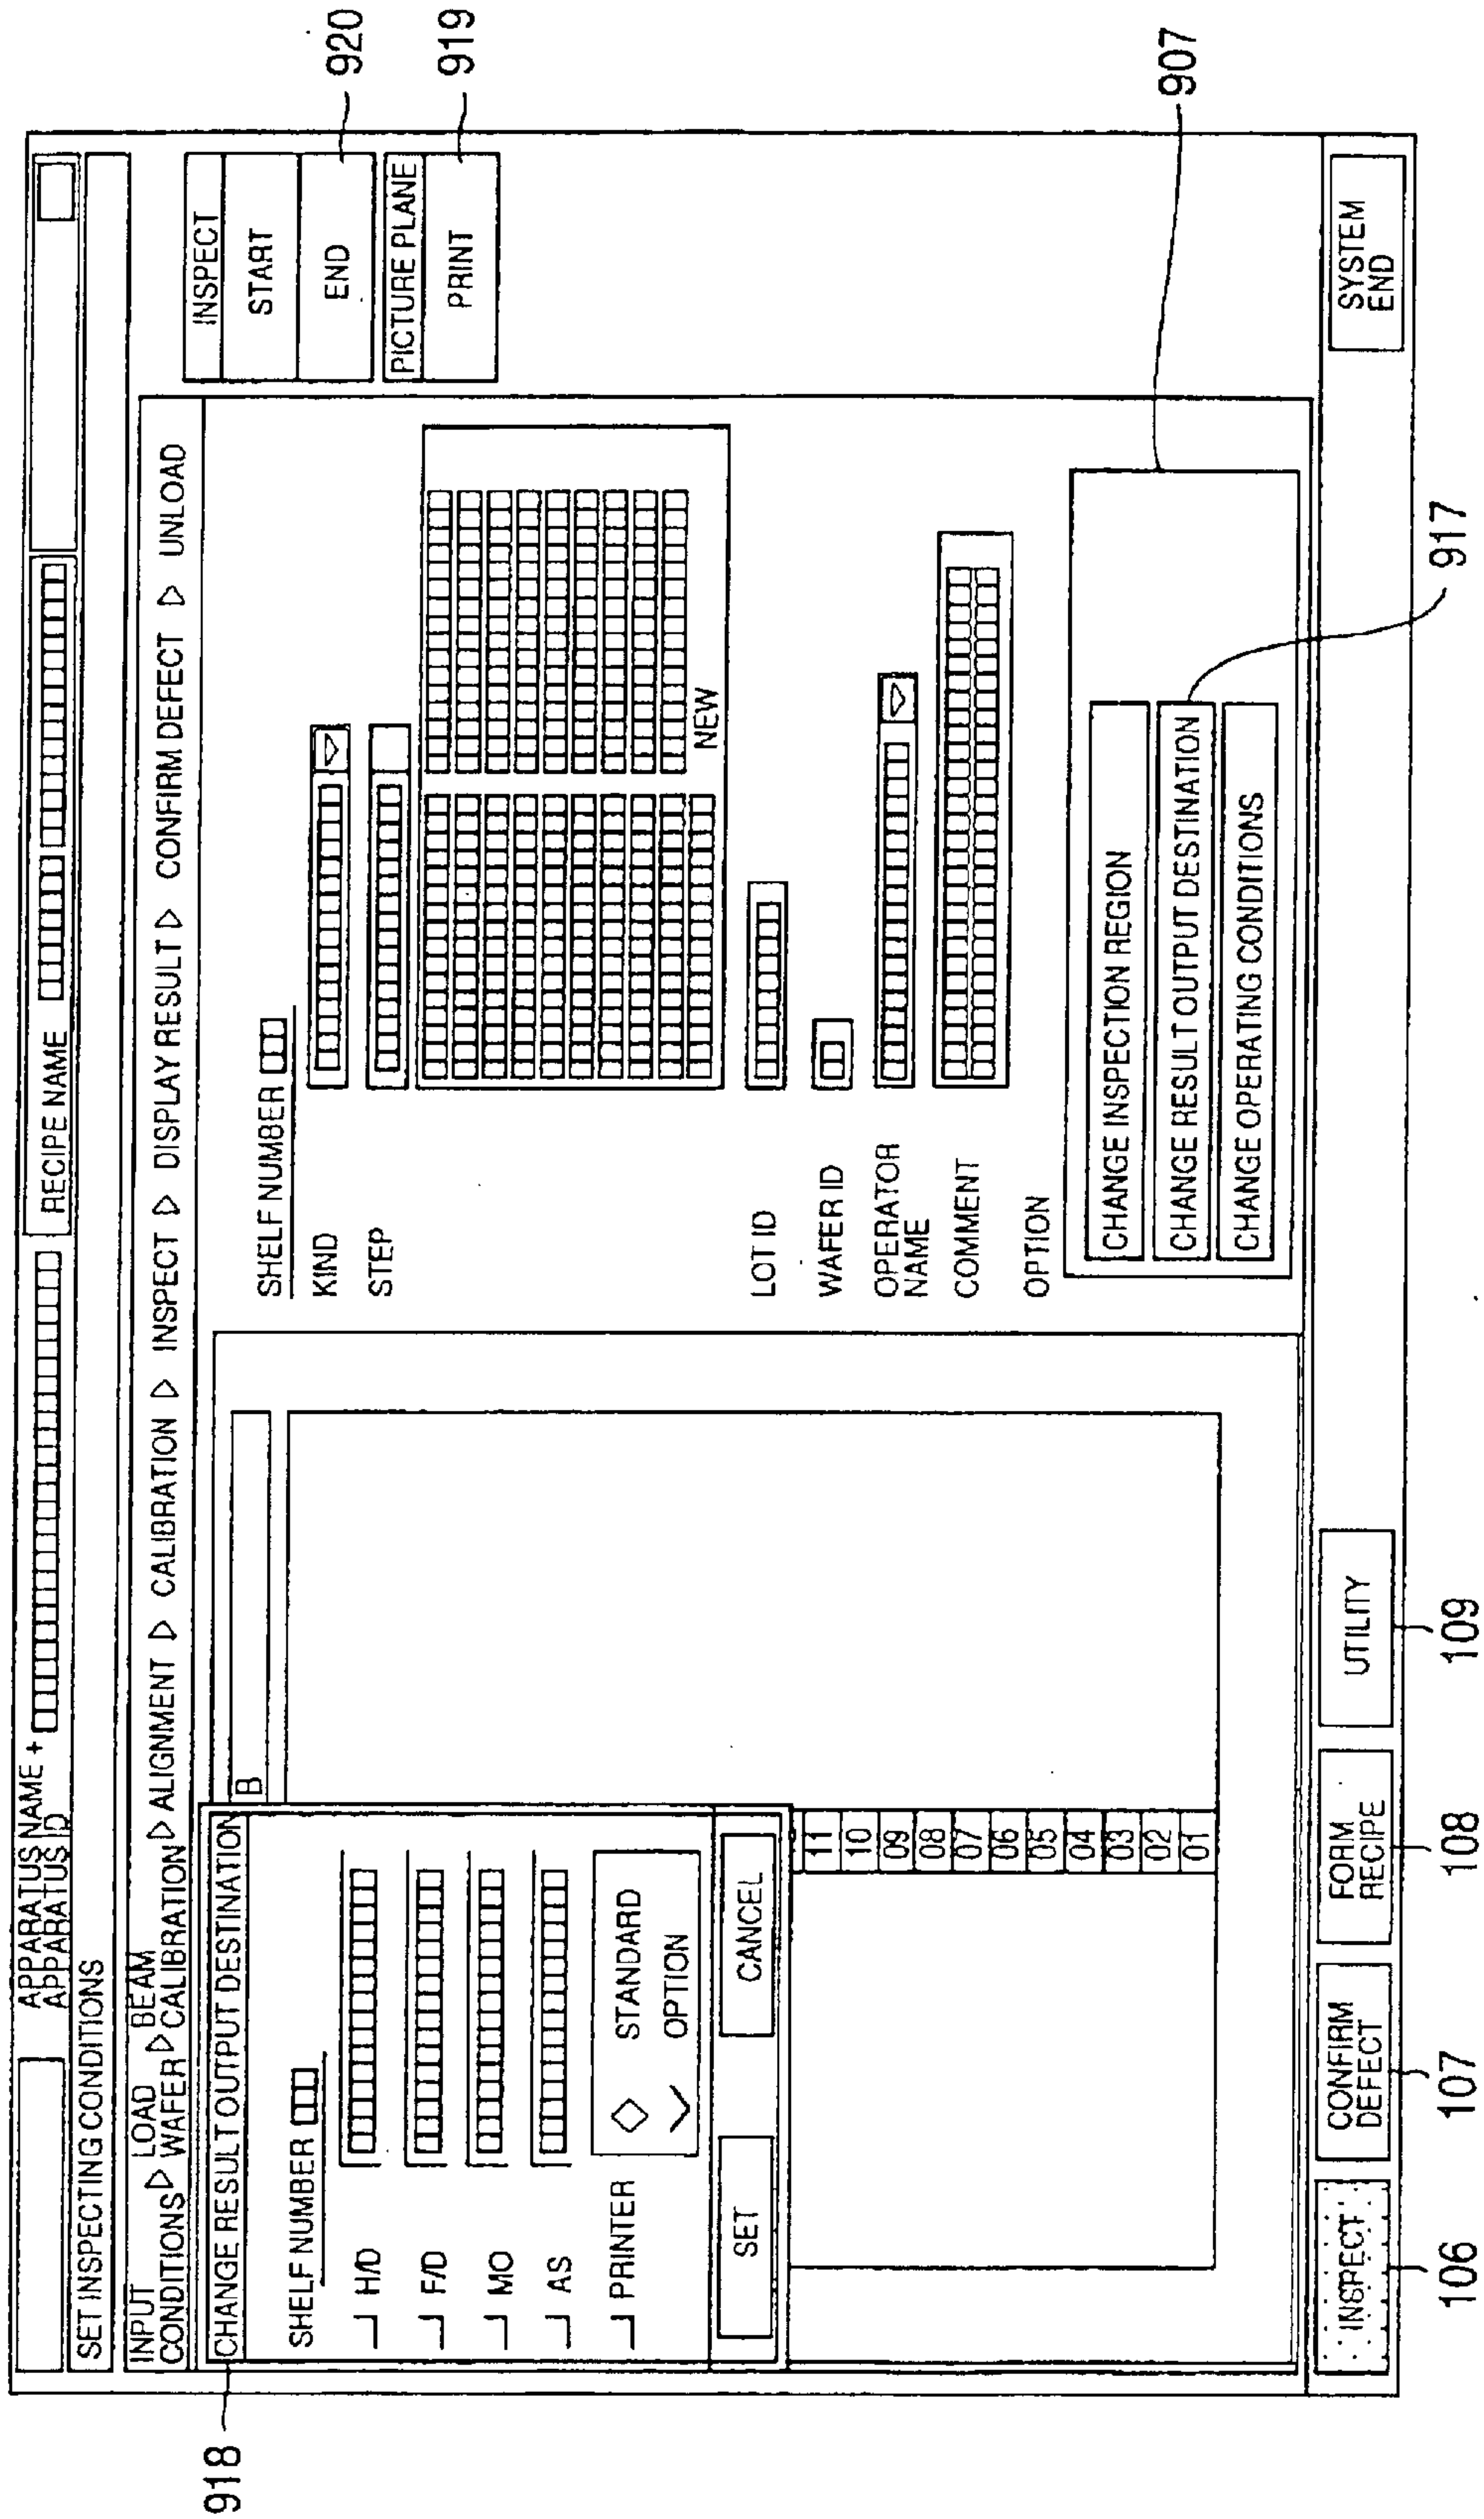 APPARATUS NAME +
APPARATUS ID
RECIPE NAME
SET INSPECTING CONDITIONS
INPUT
CONDITIONS ▷ LOAD
WAFER ▷ BEAM
CALIBRATION ▷ ALIGNMENT ▷ CALIBRATION ▷ INSPECT ▷ DISPLAY RESULT ▷ CONFIRM DEFECT ▷ UNLOAD
INSPECT
START
END
920
PICTURE PLANE
PRINT
919
918
CHANGE RESULT OUTPUT DESTINATION
SHELF NUMBER
H/D
F/D
MO
AS
PRINTER
STANDARD
OPTION
SET
CANCEL
B
11
10
09
08
07
06
05
04
03
02
01
SHELF NUMBER
KIND
STEP
NEW
LOT ID
WAFER ID
OPERATOR
NAME
COMMENT
OPTION
907
CHANGE INSPECTION REGION
CHANGE RESULT OUTPUT DESTINATION
917
CHANGE OPERATING CONDITIONS
INSPECT
106
CONFIRM
DEFECT
107
FORM
RECIPE
108
UTILITY
109
SYSTEM
END